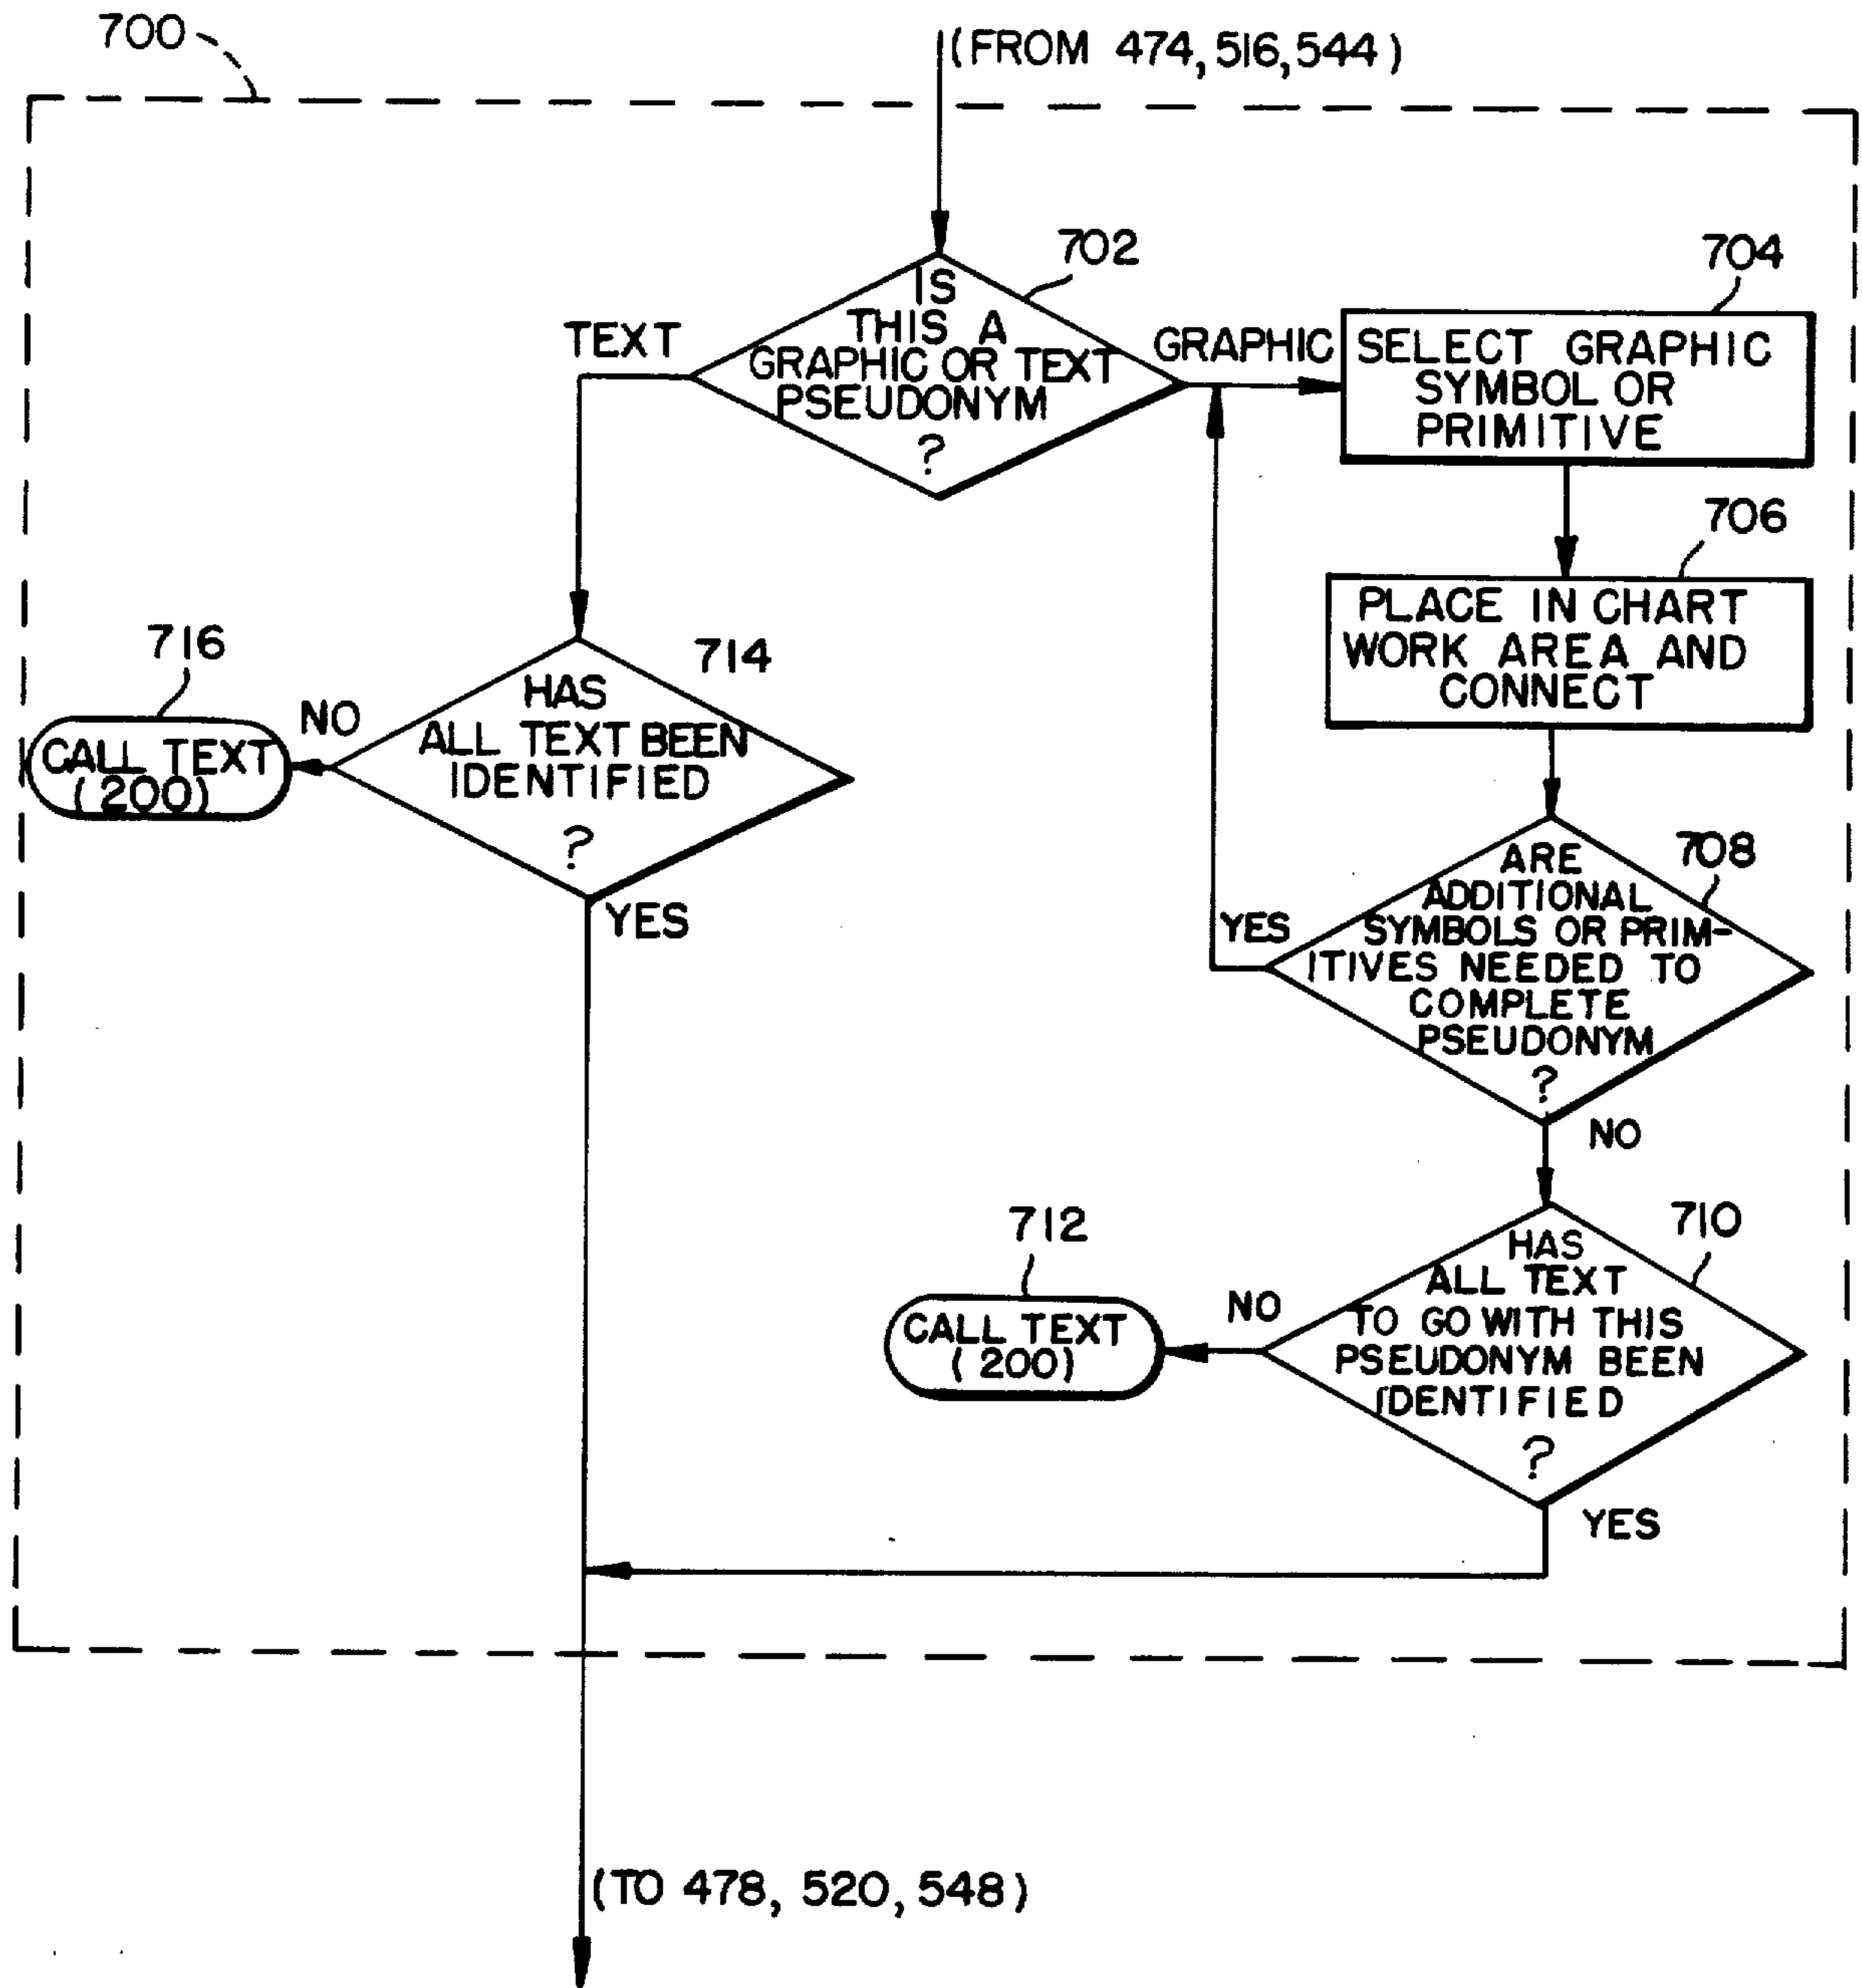 700
(FROM 474, 516, 544)
702
IS
THIS A
GRAPHIC OR TEXT
PSEUDONYM
?
TEXT
GRAPHIC
704
SELECT GRAPHIC
SYMBOL OR
PRIMITIVE
706
PLACE IN CHART
WORK AREA AND
CONNECT
716
CALL TEXT
(200)
NO
714
HAS
ALL TEXT BEEN
IDENTIFIED
?
YES
708
ARE
ADDITIONAL
SYMBOLS OR PRIM-
ITIVES NEEDED TO
COMPLETE
PSEUDONYM
?
YES
NO
712
CALL TEXT
(200)
NO
710
HAS
ALL TEXT
TO GO WITH THIS
PSEUDONYM BEEN
IDENTIFIED
?
YES
(TO 478, 520, 548)